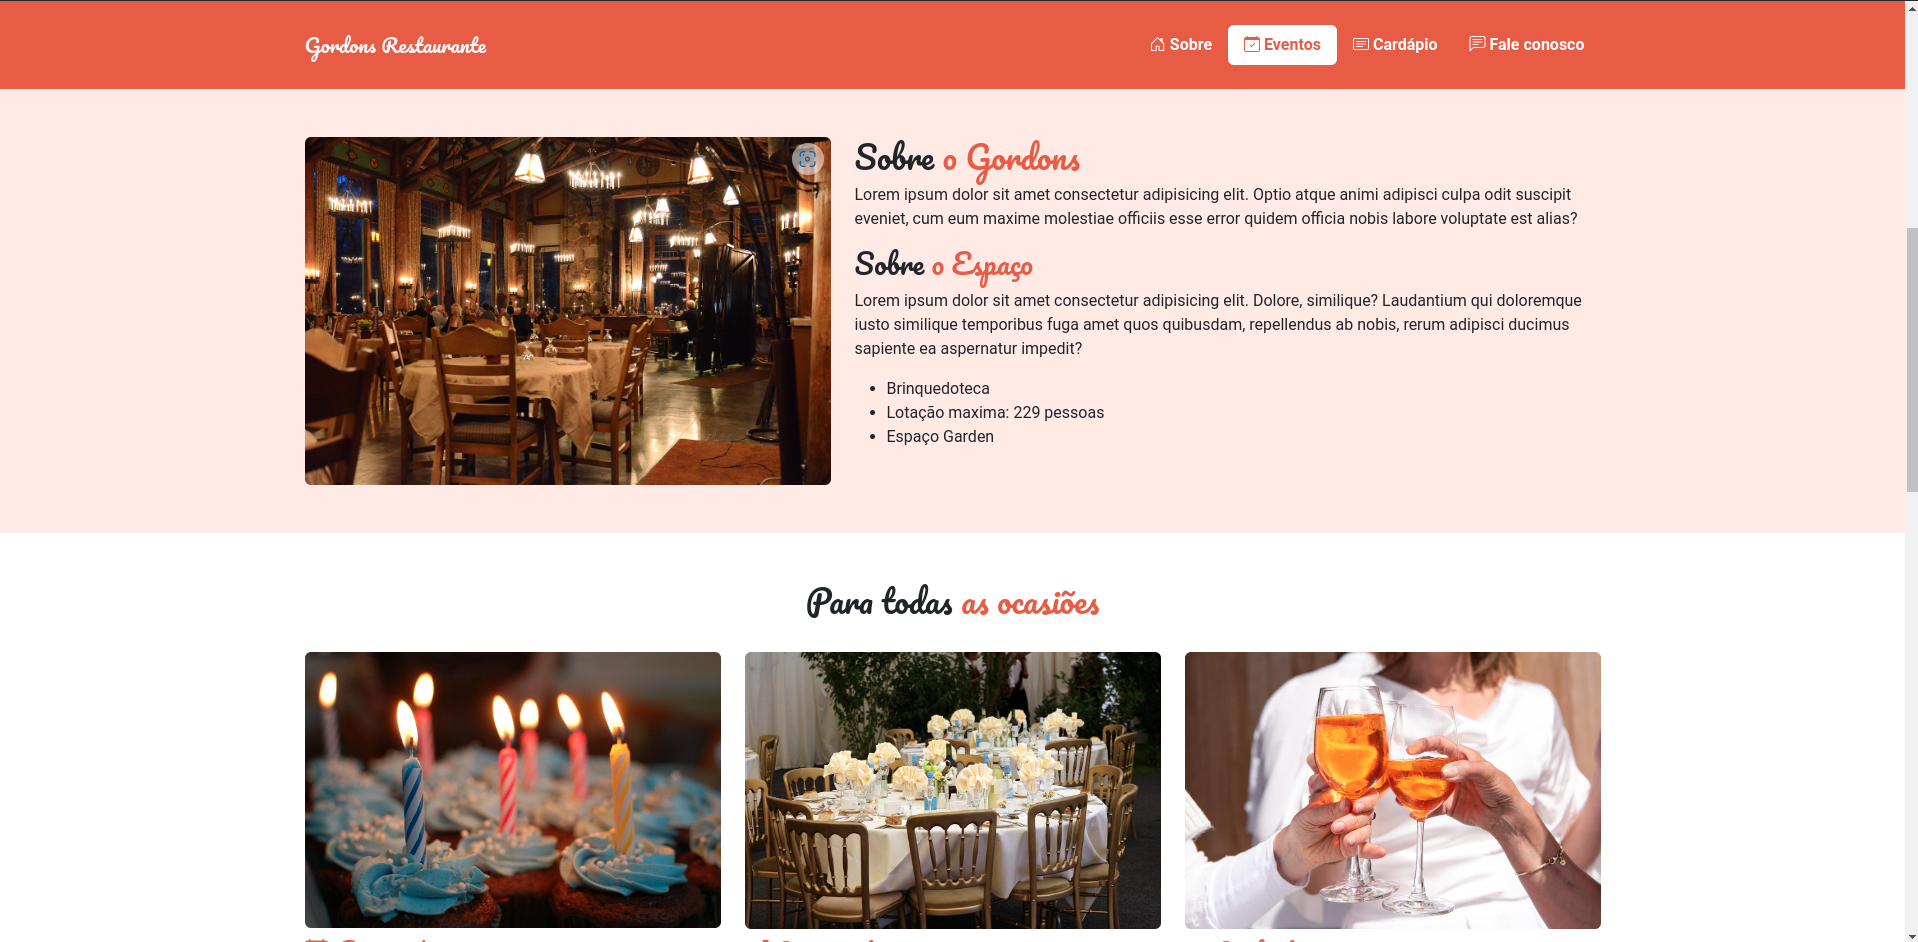 Gordons Restaurante
Sobre
Eventos
Cardápio
Fale conosco
Sobre o Gordons
Lorem ipsum dolor sit amet consectetur adipisicing elit. Optio atque animi adipisci culpa odit suscipit
eveniet, cum eum maxime molestiae officiis esse error quidem officia nobis labore voluptate est alias?
Sobre o Espaço
Lorem ipsum dolor sit amet consectetur adipisicing elit. Dolore, similique? Laudantium qui doloremque
iusto similique temporibus fuga amet quos quibusdam, repellendus ab nobis, rerum adipisci ducimus
sapiente ea aspernatur impedit?
• Brinquedoteca
• Lotação maxima: 229 pessoas
• Espaço Garden
Para todas as ocasiões